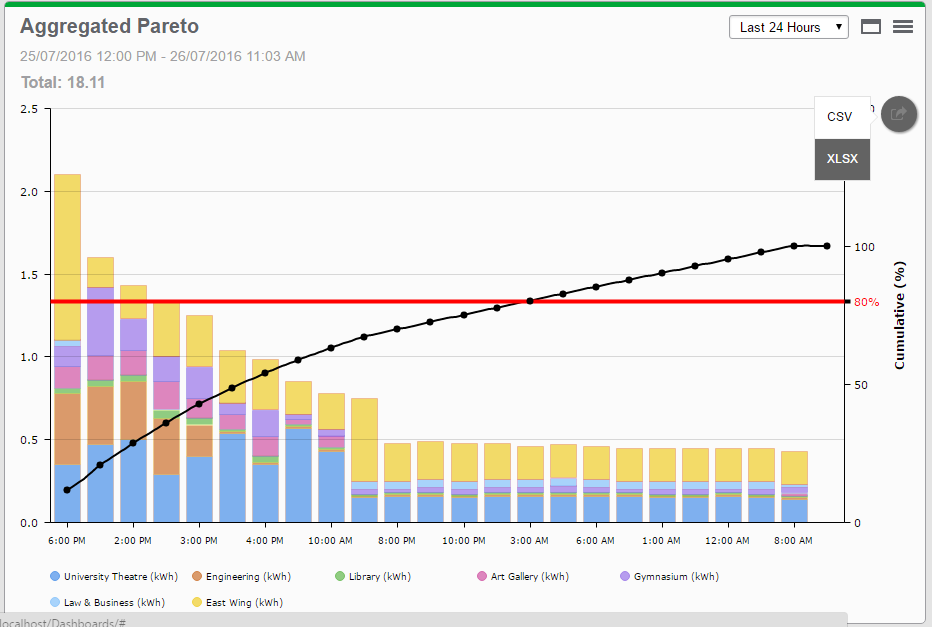 Aggregated Pareto
Last 24 Hours
25/07/2016 12:00 PM - 26/07/2016 11:03 AM
Total: 18.11
CSV
XLSX
2.5
2.0
1.5
1.0
0.5
0.0
100
80%
50
0
Cumulative (%)
6:00 PM 2:00 PM 3:00 PM 4:00 PM 10:00 AM 8:00 PM 10:00 PM 3:00 AM 6:00 AM 1:00 AM 12:00 AM 8:00 AM
University Theatre (kWh) Engineering (kWh) Library (kWh) Art Gallery (kWh) Gymnasium (kWh)
Law & Business (kWh) East Wing (kWh)
localhost/Dashboards/#